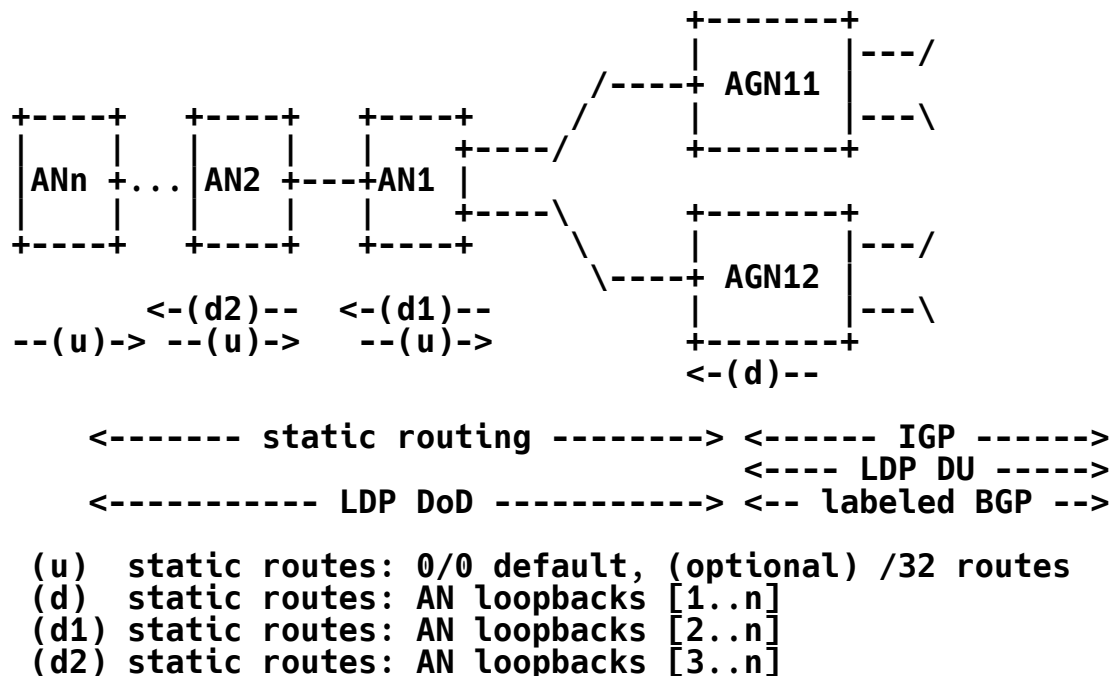 AGN11
ANn ... AN2 AN1
AGN12
<-(d2)-- <-(d1)--
--(u)-> --(u)-> --(u)->
<-(d)--
<------- static routing --------> <------ IGP ------>
<---- LDP DU ----->
<----------- LDP DoD -----------> <-- labeled BGP -->
(u) static routes: 0/0 default, (optional) /32 routes
(d) static routes: AN loopbacks [1..n]
(d1) static routes: AN loopbacks [2..n]
(d2) static routes: AN loopbacks [3..n]